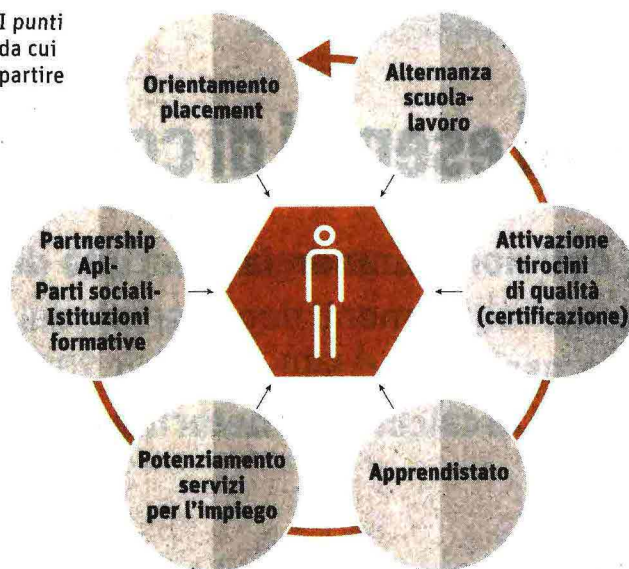 I punti
da cui
partire
Orientamento
placement
Alternanza
scuola-
lavoro
Partnership
Apl-
Parti sociali-
Istituzioni
formative
Attivazione
tirocini
di qualità
(certificazione)
Potenziamento
servizi
per l'impiego
Apprendistato